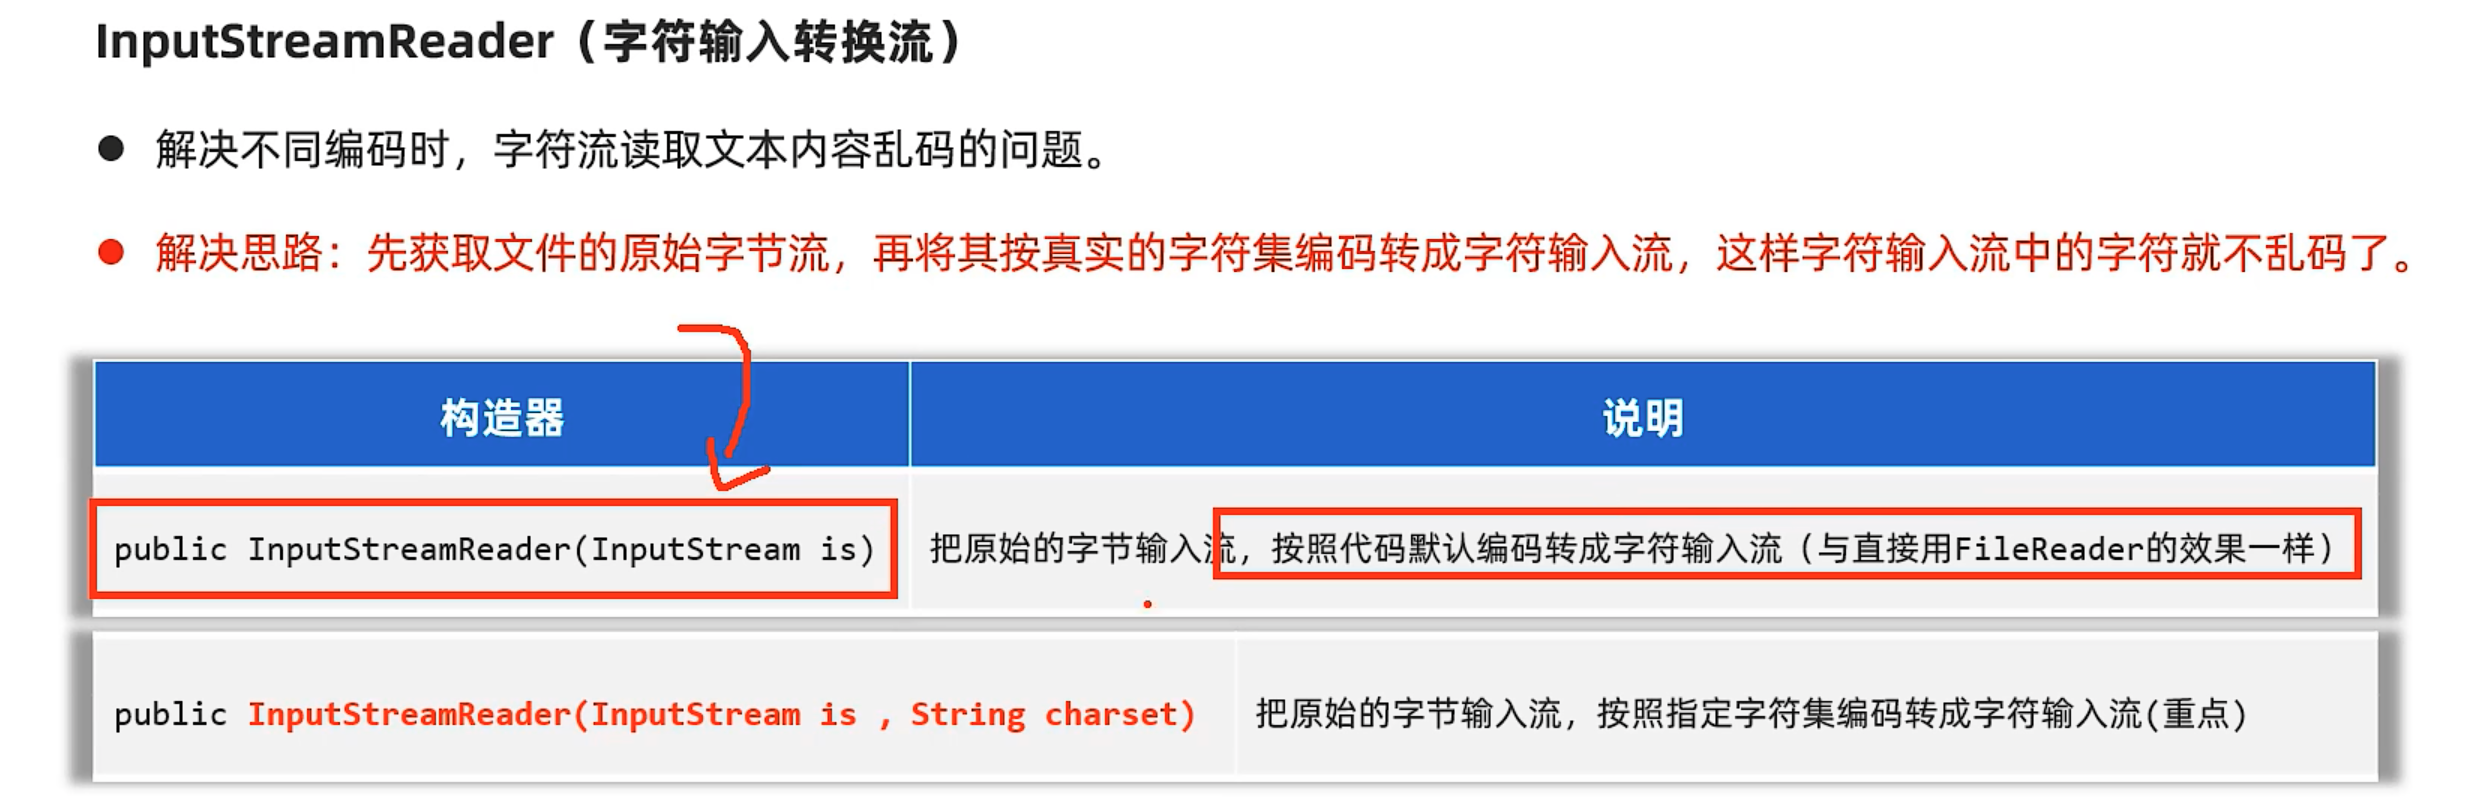 InputStreamReader（字符输入转换流）
解决不同编码时，字符流读取文本内容乱码的问题。
解决思路：先获取文件的原始字节流，再将其按真实的字符集编码转成字符输入流，这样字符输入流中的字符就不乱码了。
构造器 说明
public InputStreamReader(InputStream is) 把原始的字节输入流，按照代码默认编码转成字符输入流（与直接用FileReader的效果一样）
public InputStreamReader(InputStream is , String charset) 把原始的字节输入流，按照指定字符集编码转成字符输入流(重点)